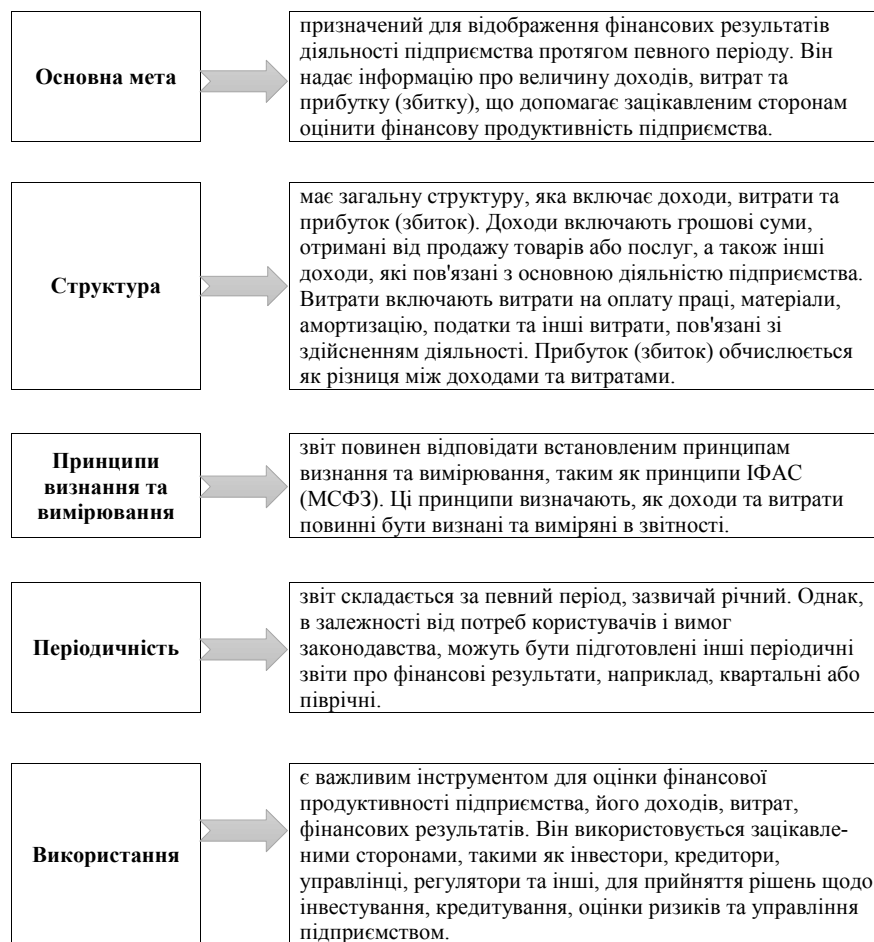 Основна мета
призначений для відображення фінансових результатів
діяльності підприємства протягом певного періоду. Він
надає інформацію про величину доходів, витрат та
прибутку (збитку), що допомагає зацікавленим сторонам
оцінити фінансову продуктивність підприємства.
Структура
має загальну структуру, яка включає доходи, витрати та
прибуток (збиток). Доходи включають грошові суми,
отримані від продажу товарів або послуг, а також інші
доходи, які пов'язані з основною діяльністю підприємства.
Витрати включають витрати на оплату праці, матеріали,
амортизацію, податки та інші витрати, пов'язані зі
здійсненням діяльності. Прибуток (збиток) обчислюється
як різниця між доходами та витратами.
Принципи
визнання та
вимірювання
звіт повинен відповідати встановленим принципам
визнання та вимірювання, таким як принципи ІФАС
(МСФЗ). Ці принципи визначають, як доходи та витрати
повинні бути визнані та виміряні в звітності.
Періодичність
звіт складається за певний період, зазвичай річний. Однак,
в залежності від потреб користувачів і вимог
законодавства, можуть бути підготовлені інші періодичні
звіти про фінансові результати, наприклад, квартальні або
піврічні.
Використання
є важливим інструментом для оцінки фінансової
продуктивності підприємства, його доходів, витрат,
фінансових результатів. Він використовується зацікавле-
ними сторонами, такими як інвестори, кредитори,
управлінці, регулятори та інші, для прийняття рішень щодо
інвестування, кредитування, оцінки ризиків та управління
підприємством.